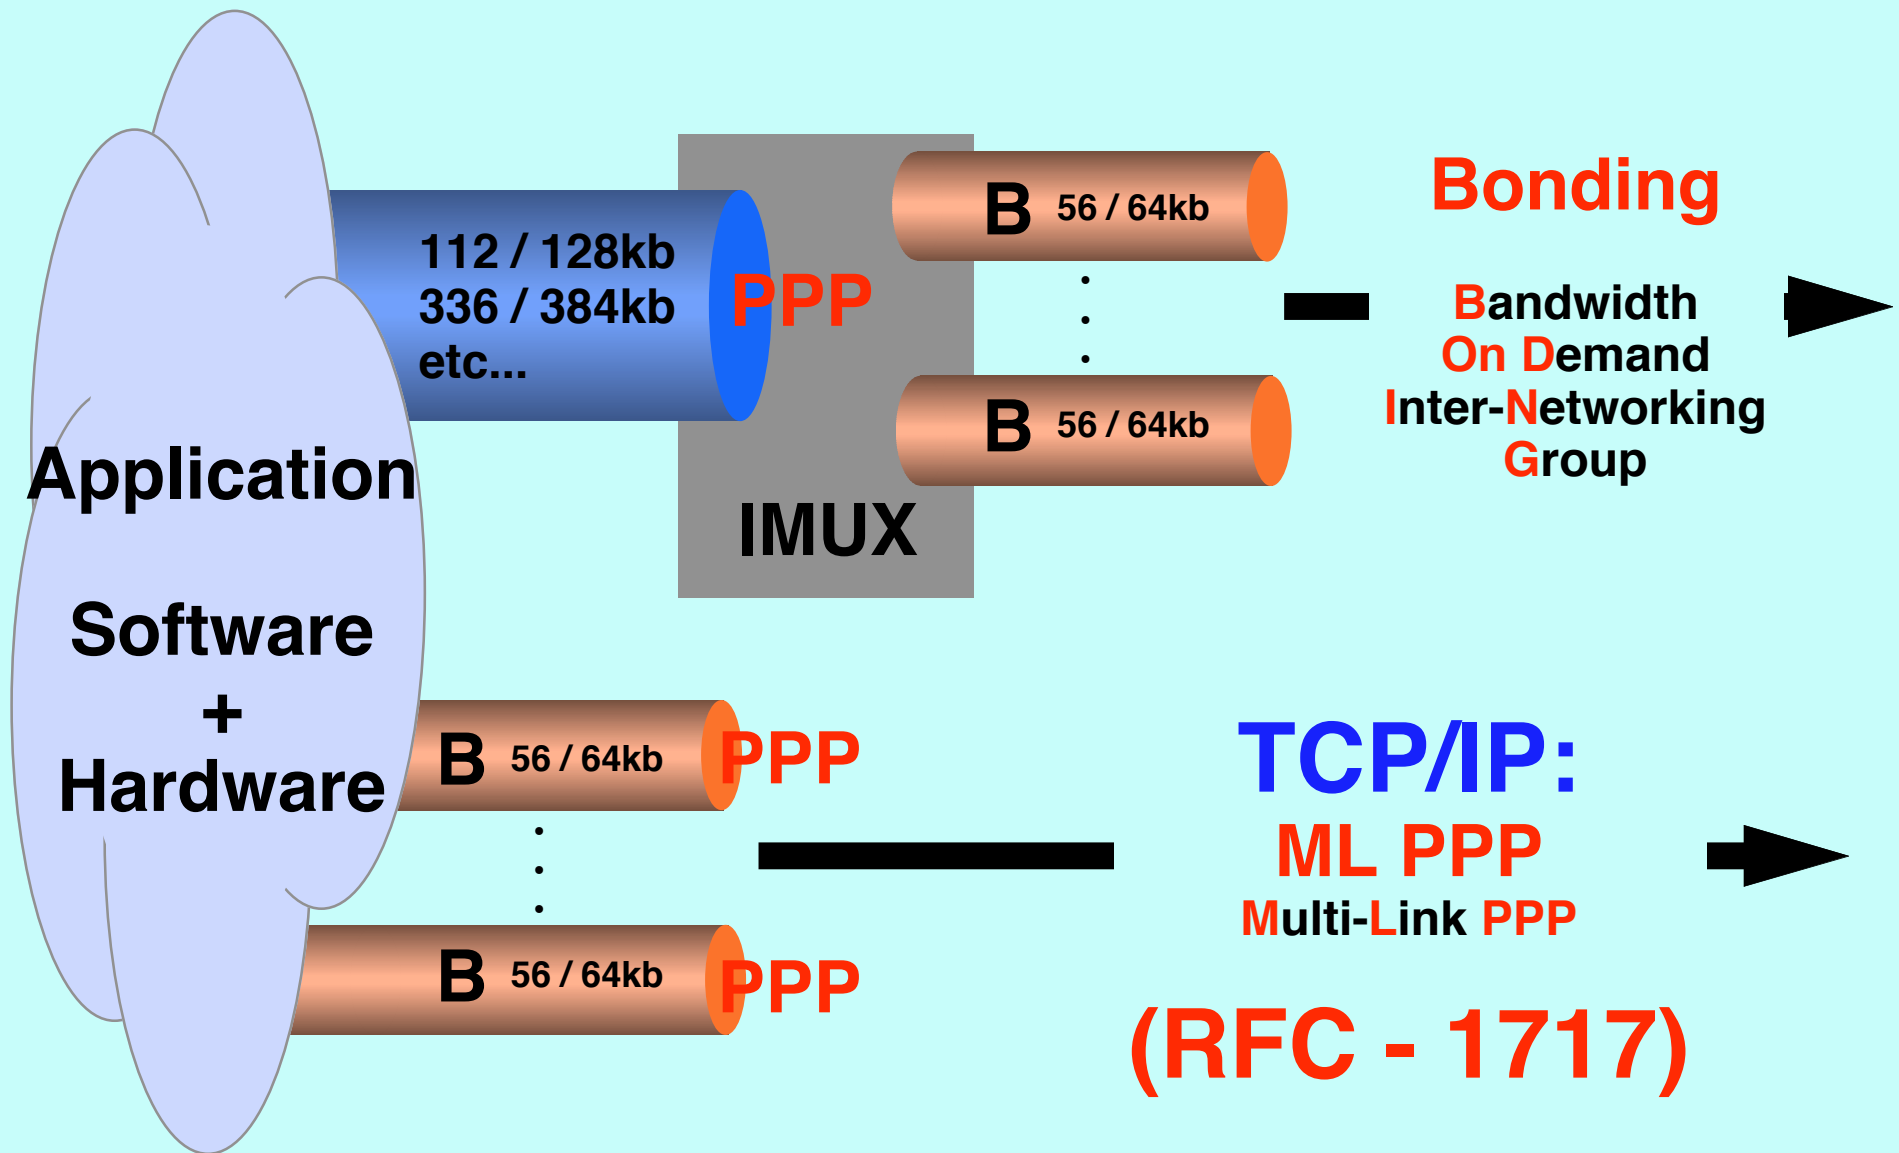 Application
Software
+
Hardware
112 / 128kb
336 / 384kb
etc...
PPP
IMUX
B 56 / 64kb
B 56 / 64kb
Bonding
Bandwidth
On Demand
Inter-Networking
Group
B 56 / 64kb PPP
B 56 / 64kb PPP
TCP/IP:
ML PPP
Multi-Link PPP
(RFC - 1717)